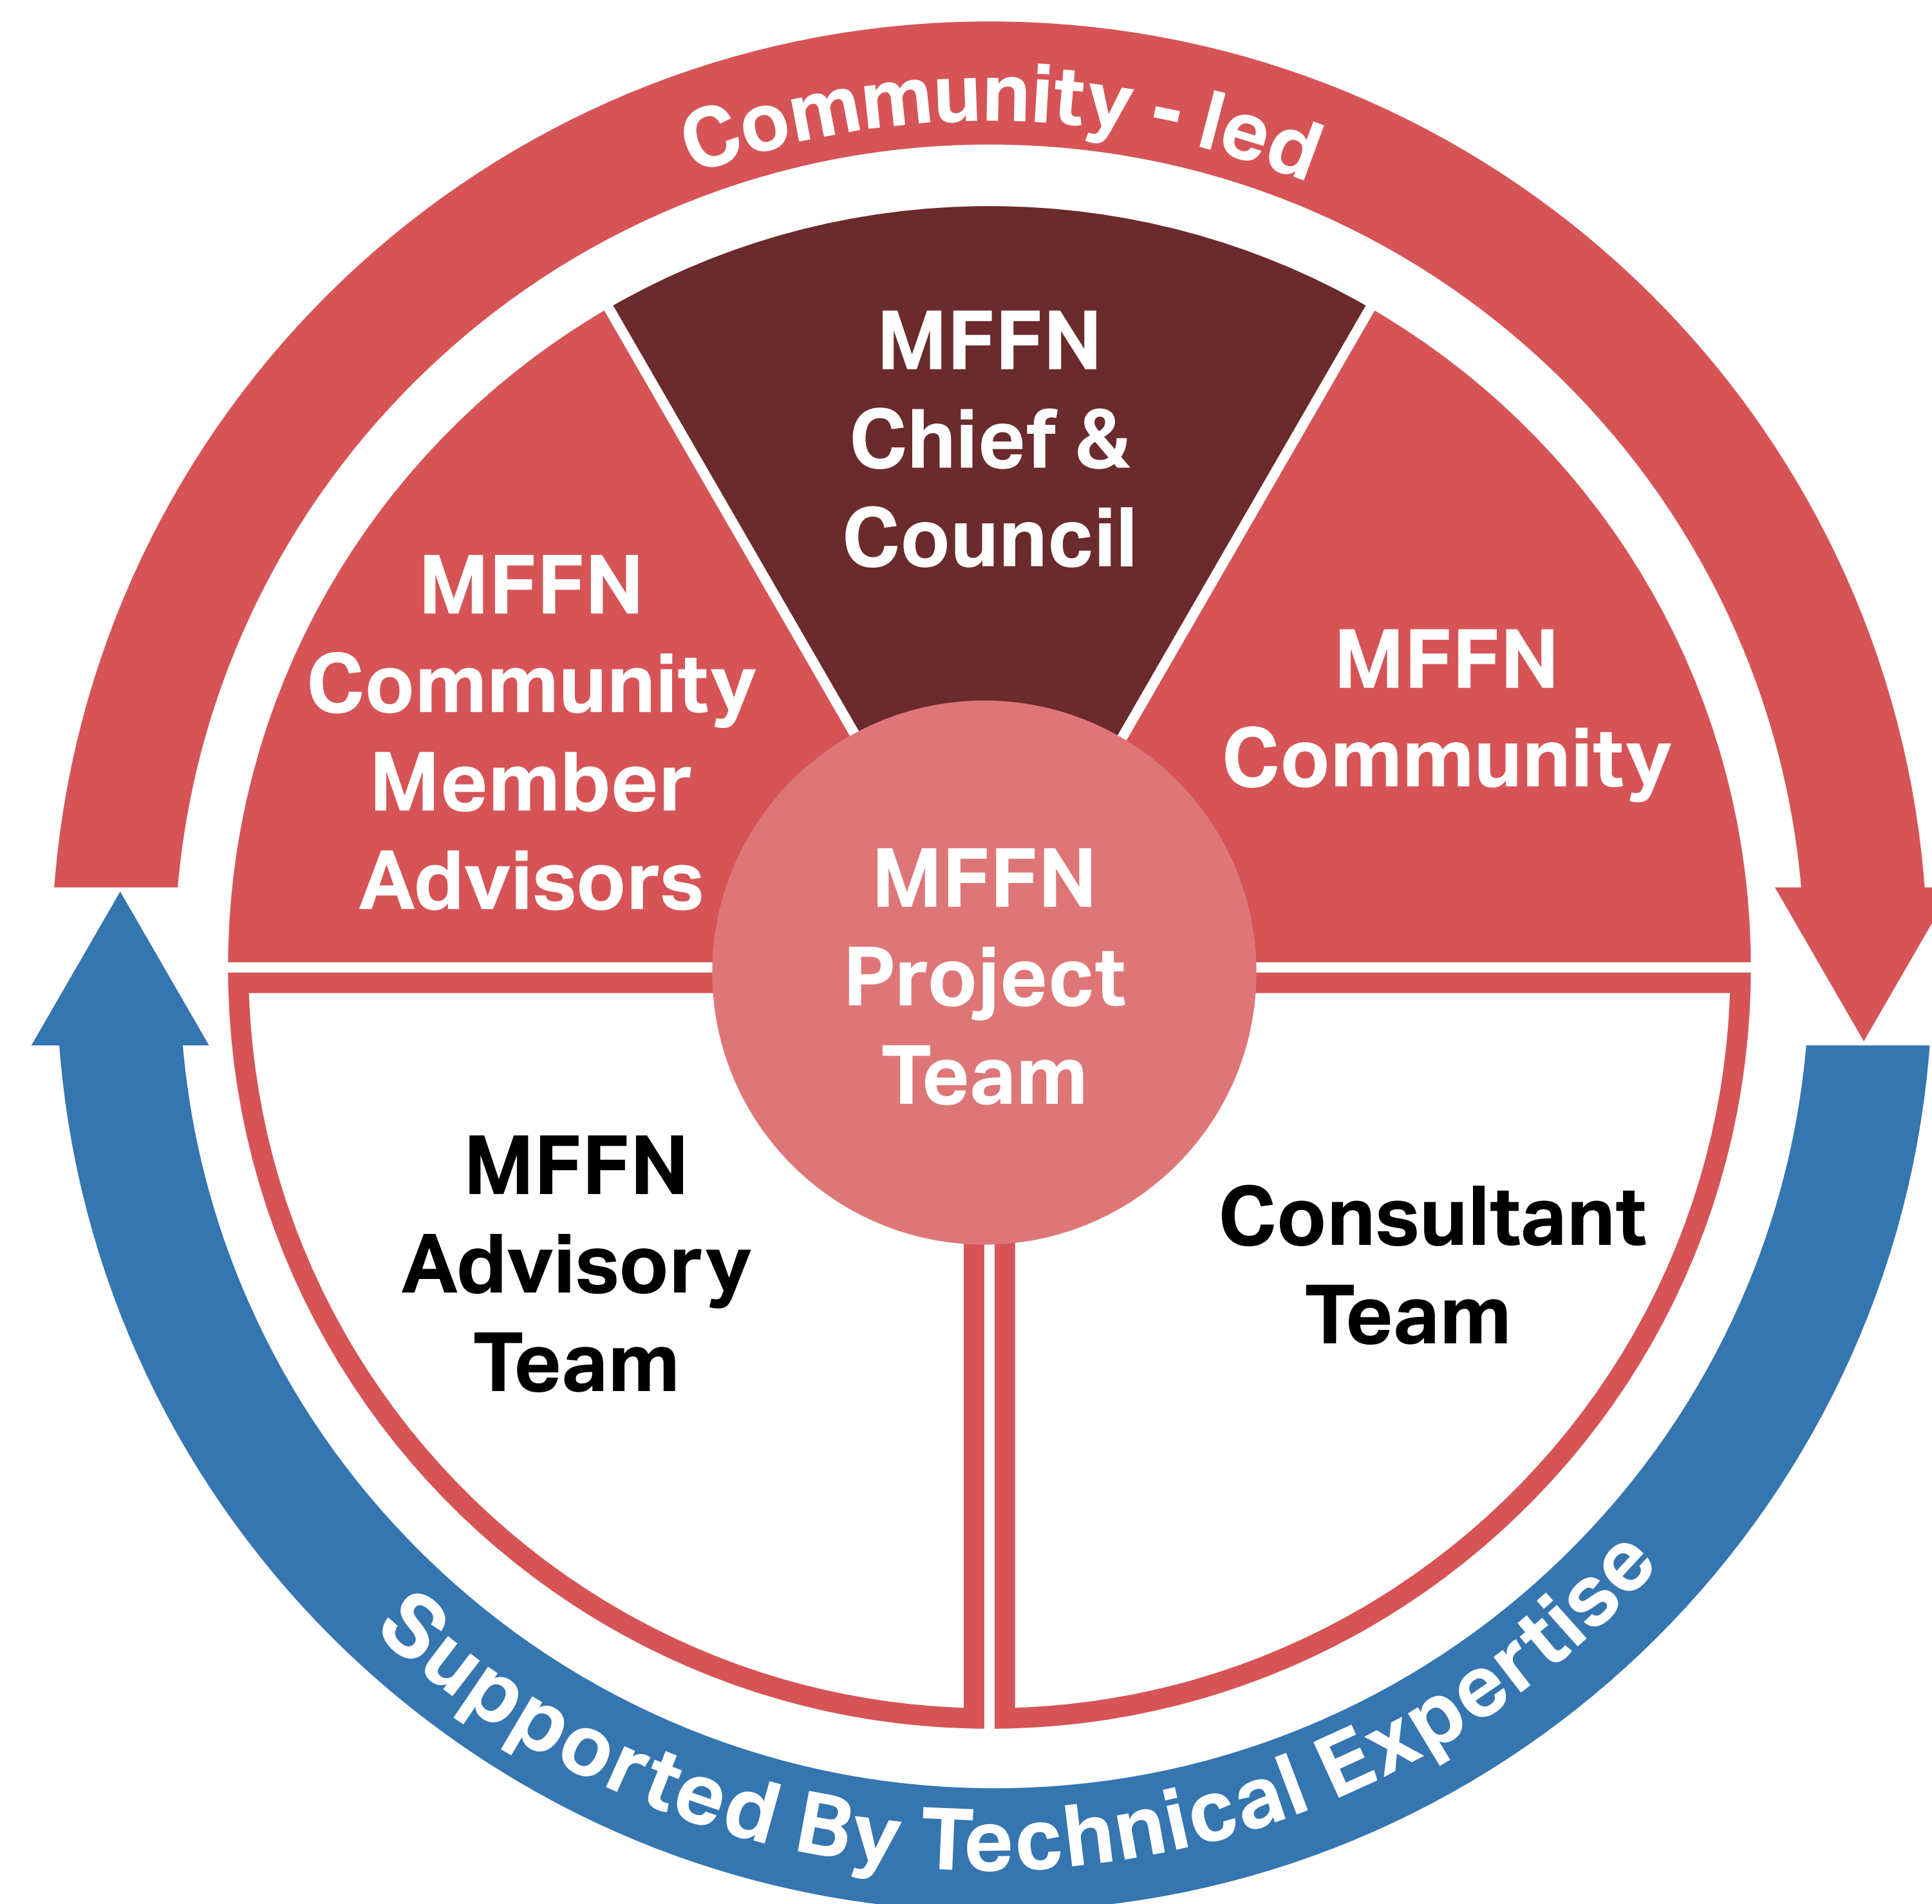 Community - led
MFFN
Chief &
Council
MFFN
Community
Member
Advisors
MFFN
Community
MFFN
Project
Team
MFFN
Advisory
Team
Consultant
Team
Supported By Technical Expertise